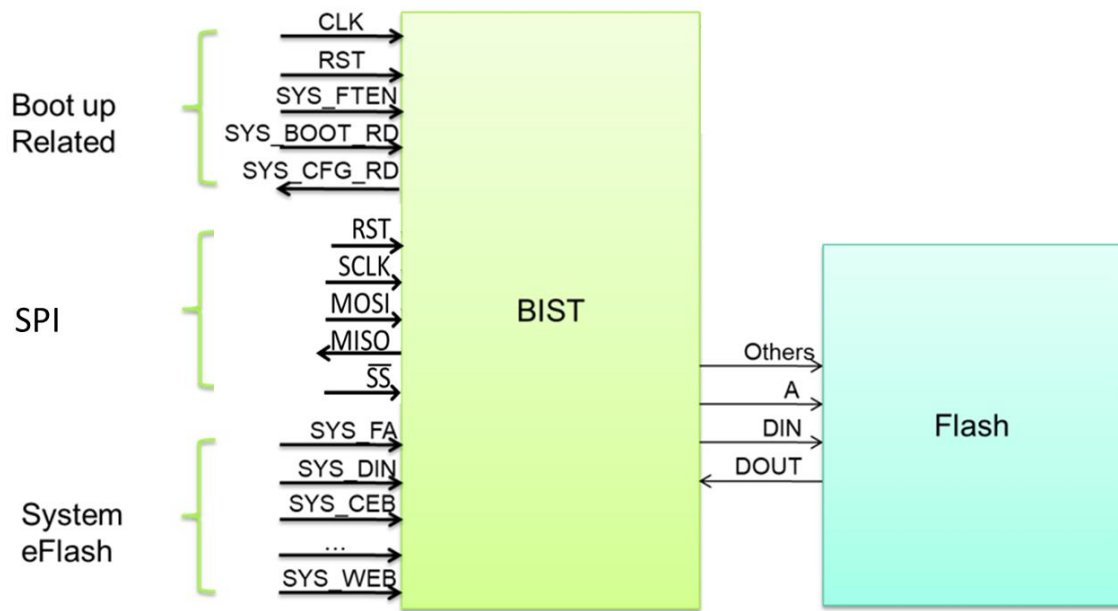 Boot up
Related
CLK
RST
SYS_FTEN
SYS_BOOT_RD
SYS_CFG_RD
SPI
RST
SCLK
MOSI
MISO
S̅S̅
System
eFlash
SYS_FA
SYS_DIN
SYS_CEB
...
SYS_WEB
BIST
Others
A
DIN
DOUT
Flash